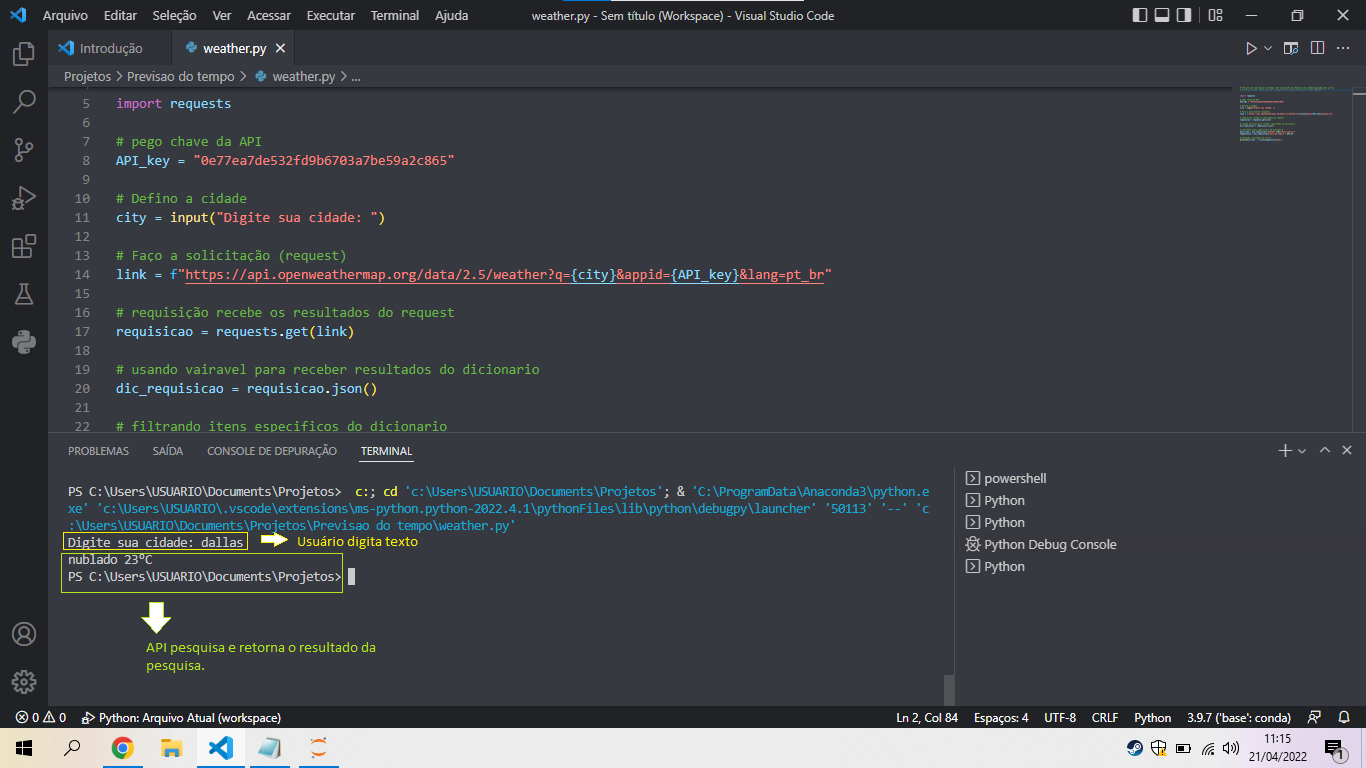 Arquivo Editar Seleção Ver Acessar Executar Terminal Ajuda weather.py - Sem título (Workspace) - Visual Studio Code
Introdução weather.py
Projetos > Previsao do tempo > weather.py > ...
5 import requests
6
7 # pego chave da API
8 API_key = "0e77ea7de532fd9b6703a7be59a2c865"
9
10 # Defino a cidade
11 city = input("Digite sua cidade: ")
12
13 # Faço a solicitação (request)
14 link = f"https://api.openweathermap.org/data/2.5/weather?q={city}&appid={API_key}&lang=pt_br"
15
16 # requisição recebe os resultados do request
17 requisicao = requests.get(link)
18
19 # usando vairavel para receber resultados do dicionario
20 dic_requisicao = requisicao.json()
21
22 # filtrando itens especificos do dicionario
PROBLEMAS SAÍDA CONSOLE DE DEPURAÇÃO TERMINAL
PS C:\Users\USUARIO\Documents\Projetos> c:; cd 'c:\Users\USUARIO\Documents\Projetos'; & 'C:\ProgramData\Anaconda3\python.e
xe' 'c:\Users\USUARIO\.vscode\extensions\ms-python.python-2022.4.1\pythonFiles\lib\python\debugpy\launcher' '50113' '--' 'c
:\Users\USUARIO\Documents\Projetos\Previsao do tempo\weather.py'
Digite sua cidade: dallas
Usuário digita texto
nublado 23ºC
PS C:\Users\USUARIO\Documents\Projetos>
API pesquisa e retorna o resultado da
pesquisa.
powershell
Python
Python
Python Debug Console
Python
0 0 Python: Arquivo Atual (workspace) Ln 2, Col 84 Espaços: 4 UTF-8 CRLF Python 3.9.7 ('base': conda)
11:15
21/04/2022
1